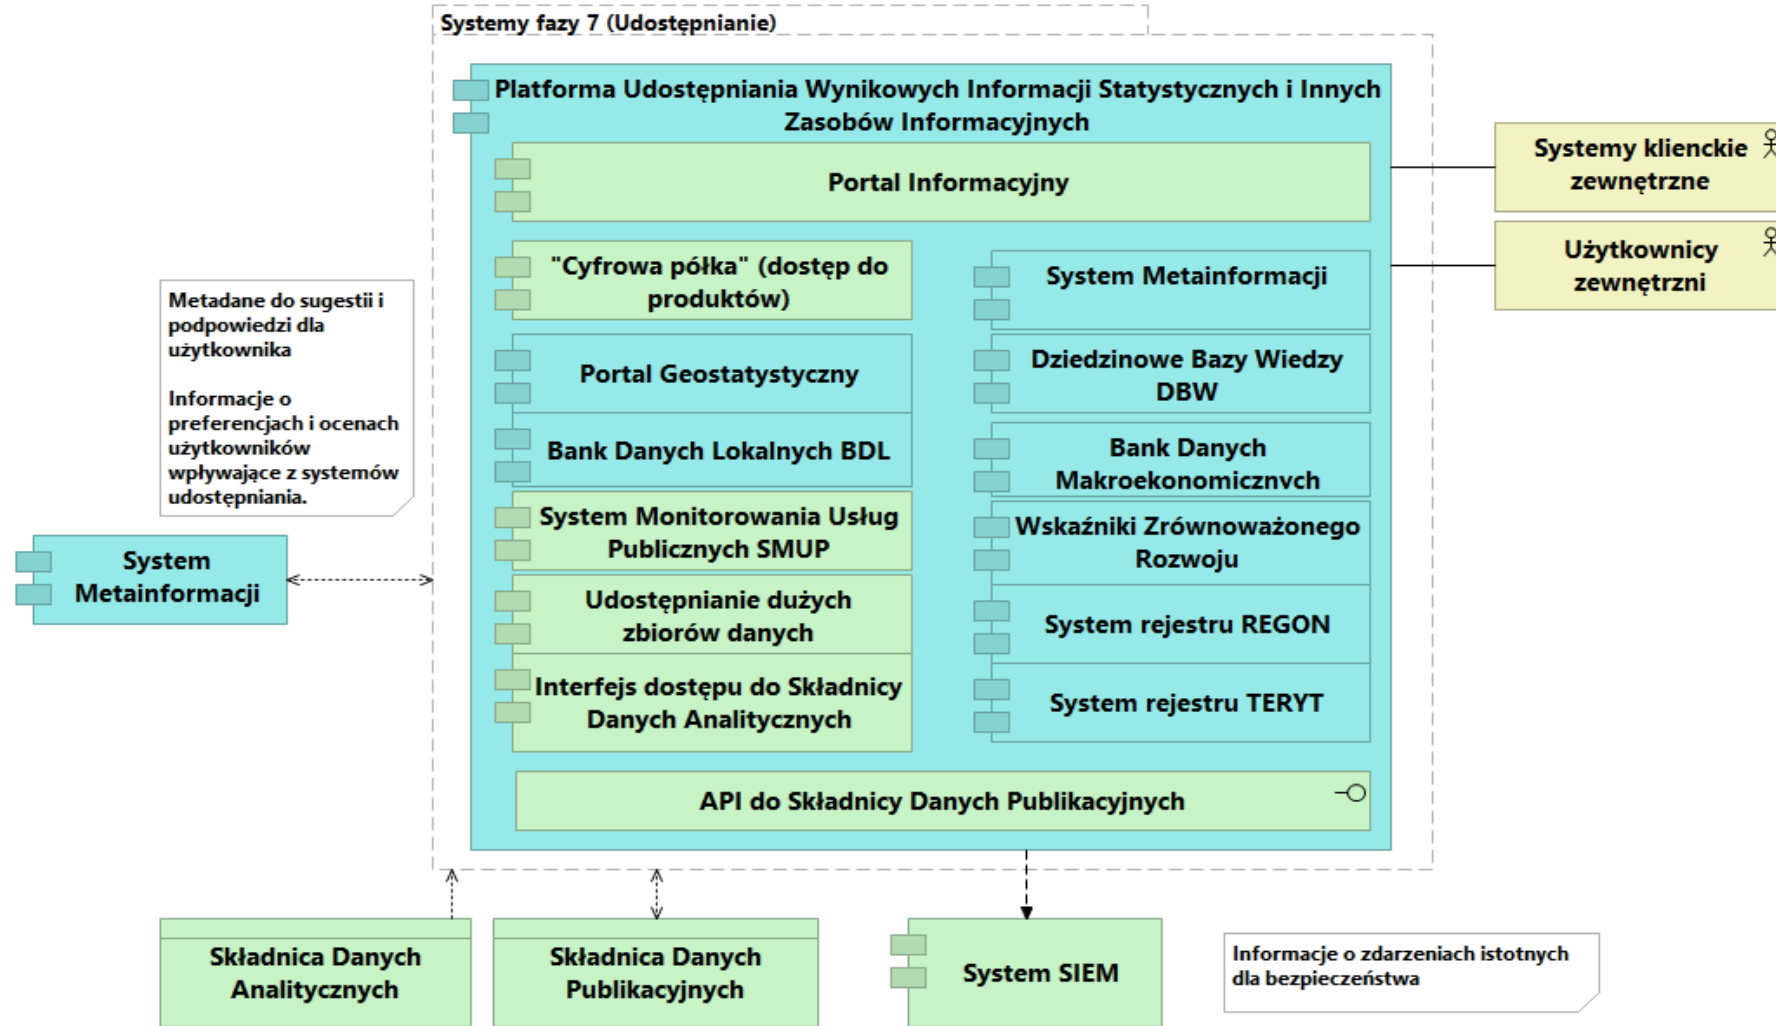 Systemy fazy 7 (Udostępnianie)
Platforma Udostępniania Wynikowych Informacji Statystycznych i Innych
Zasobów Informacyjnych
Portal Informacyjny
"Cyfrowa półka" (dostęp do
produktów)
Portal Geostatystyczny
Bank Danych Lokalnych BDL
System Monitorowania Usług
Publicznych SMUP
Udostępnianie dużych
zbiorów danych
Interfejs dostępu do Składnicy
Danych Analitycznych
System Metainformacji
Dziedzinowe Bazy Wiedzy
DBW
Bank Danych
Makroekonomicznych
Wskaźniki Zrównoważonego
Rozwoju
System rejestru REGON
System rejestru TERYT
API do Składnicy Danych Publikacyjnych
Systemy klienckie
zewnętrzne
Użytkownicy
zewnętrzni
Metadane do sugestii i
podpowiedzi dla
użytkownika
Informacje o
preferencjach i ocenach
użytkowników
wpływające z systemów
udostępniania.
System
Metainformacji
Składnica Danych
Analitycznych
Składnica Danych
Publikacyjnych
System SIEM
Informacje o zdarzeniach istotnych
dla bezpieczeństwa